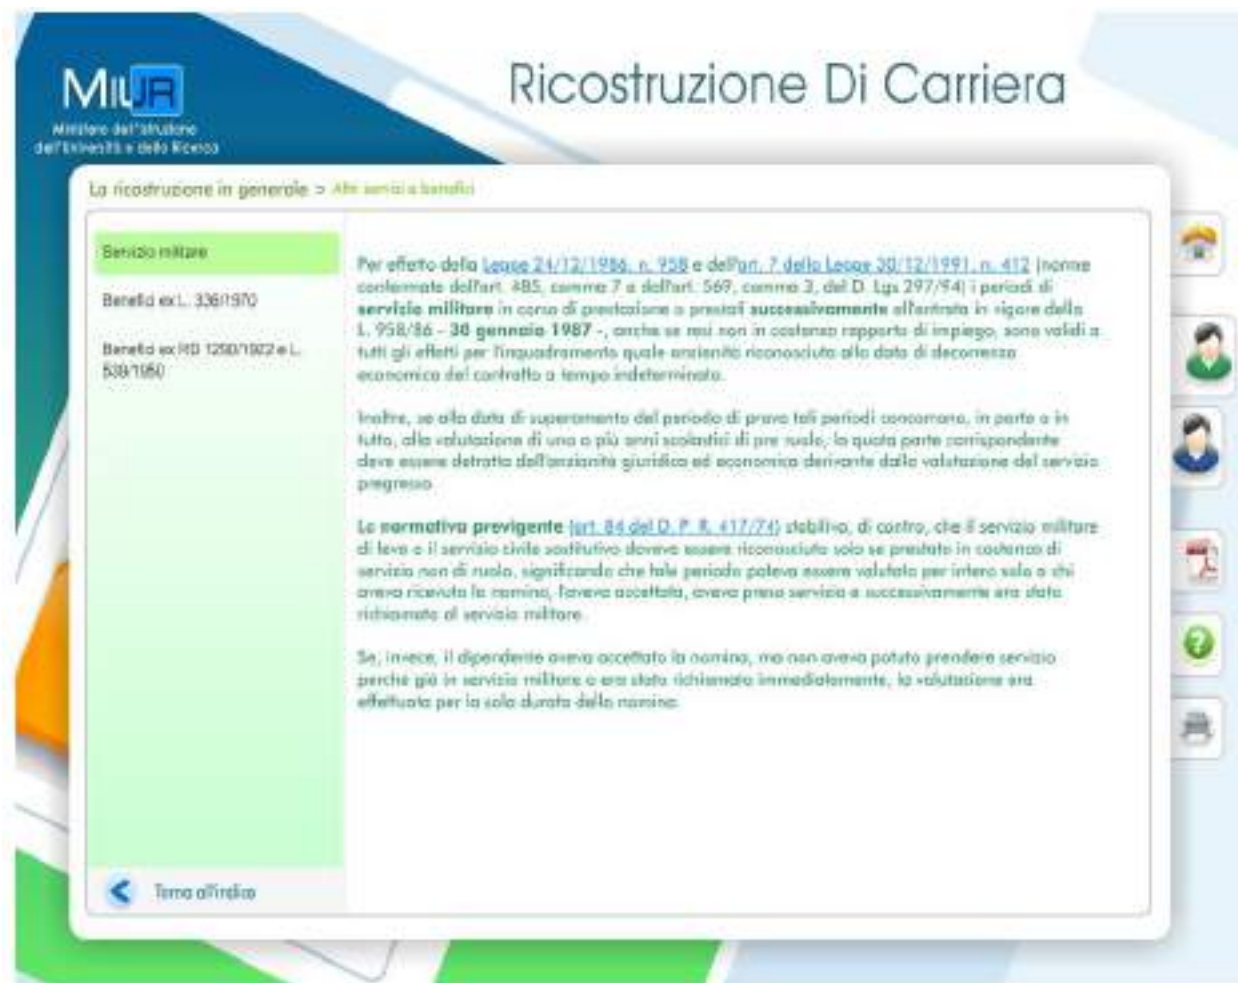 MIUR
Ministero dell'Istruzione
dell'Università e della Ricerca
Ricostruzione Di Carriera
La ricostruzione in generale > Altri servizi e benefici
Servizio militare
Benefici ex L. 336/1970
Benefici ex RD 1290/1922 e L.
539/1950
Torna all'indice
Per effetto della Legge 24/12/1986, n. 958 e dell'art. 7 della Legge 30/12/1991, n. 412 (norme
confermate dall'art. 485, comma 7 e dall'art. 569, comma 3, del D. Lgs 297/94) i periodi di
servizio militare in corso di prestazione o prestati successivamente all'entrata in vigore della
L. 958/86 - 30 gennaio 1987 -, anche se resi non in costanza rapporto di impiego, sono validi a
tutti gli effetti per l'inquadramento quale anzianità riconosciuta alla data di decorrenza
economica del contratto a tempo indeterminato.
Inoltre, se alla data di superamento del periodo di prova tali periodi concorrono, in parte o in
tutto, alla valutazione di uno o più anni scolastici di pre ruolo, la quota parte corrispondente
deve essere detratta dall'anzianità giuridica ed economica derivante dalla valutazione del servizio
pregresso.
La normativa previgente (art. 84 del D. P. R. 417/74) stabiliva, di contro, che il servizio militare
di leva o il servizio civile sostitutivo doveva essere riconosciuto solo se prestato in costanza di
servizio non di ruolo, significando che tale periodo poteva essere valutato per intero solo a chi
aveva ricevuto la nomina, l'aveva accettata, aveva preso servizio e successivamente era stato
richiamato al servizio militare.
Se, invece, il dipendente aveva accettato la nomina, ma non aveva potuto prendere servizio
perché già in servizio militare o era stato richiamato immediatamente, la valutazione era
effettuata per la sola durata della nomina.